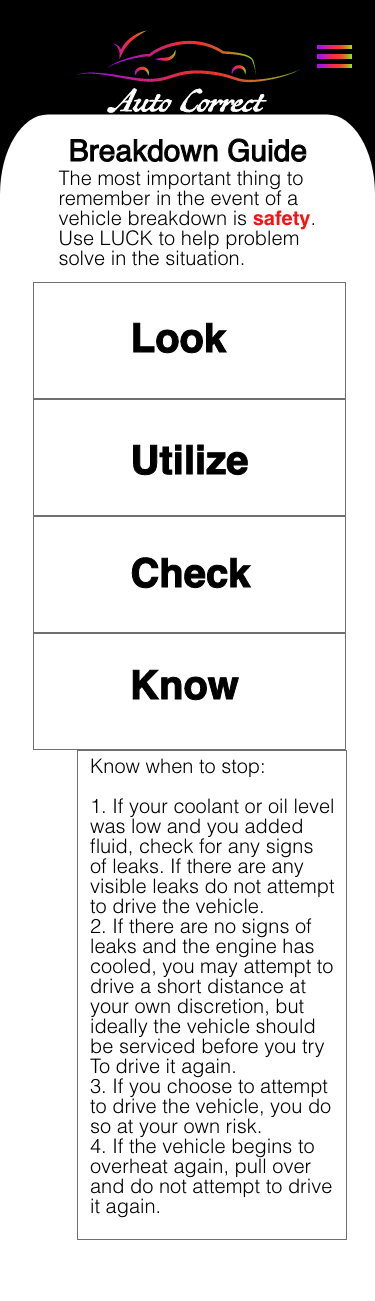 Auto Correct
Breakdown Guide
The most important thing to
remember in the event of a
vehicle breakdown is safety.
Use LUCK to help problem
solve in the situation.
Look
Utilize
Check
Know
Know when to stop:
1. If your coolant or oil level
was low and you added
fluid, check for any signs
of leaks. If there are any
visible leaks do not attempt
to drive the vehicle.
2. If there are no signs of
leaks and the engine has
cooled, you may attempt to
drive a short distance at
your own discretion, but
ideally the vehicle should
be serviced before you try
To drive it again.
3. If you choose to attempt
to drive the vehicle, you do
so at your own risk.
4. If the vehicle begins to
overheat again, pull over
and do not attempt to drive
it again.